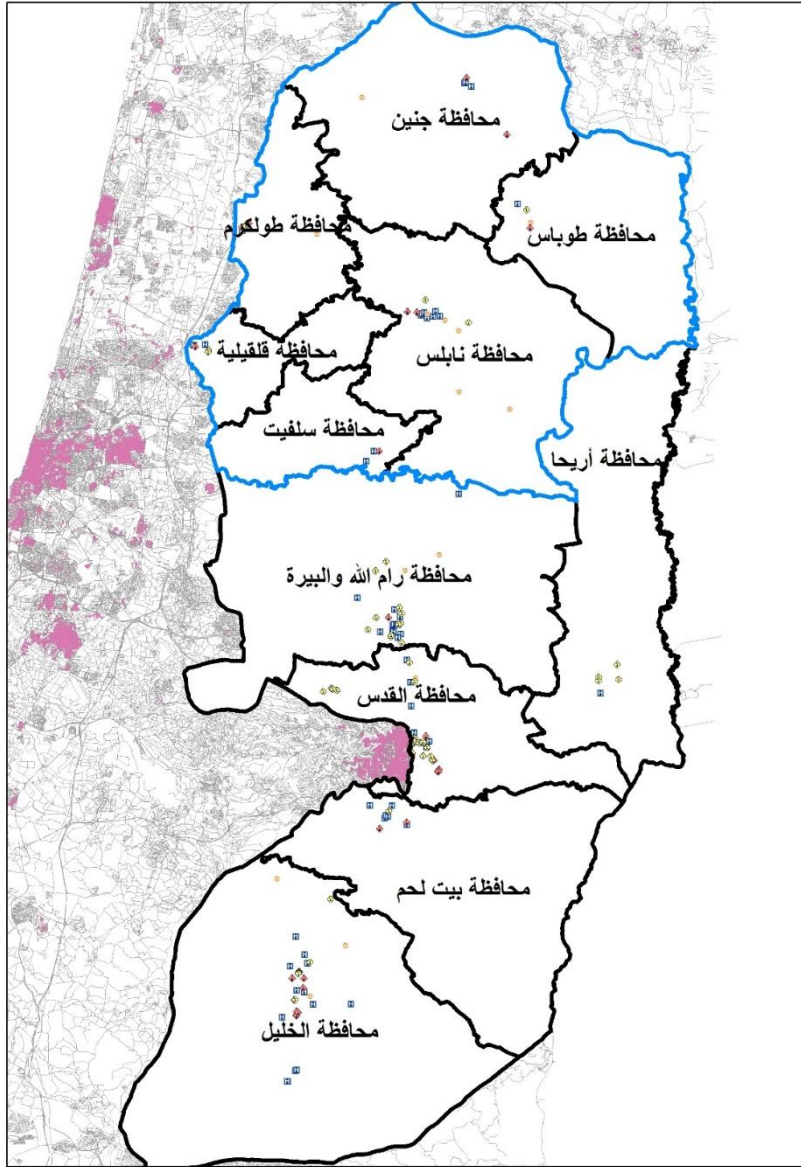 محافظة جنين
محافظة طولكرم
محافظة طوباس
محافظة قلقيلية
محافظة نابلس
محافظة سلفيت
محافظة أريحا
محافظة رام الله والبيرة
محافظة القدس
محافظة بيت لحم
محافظة الخليل